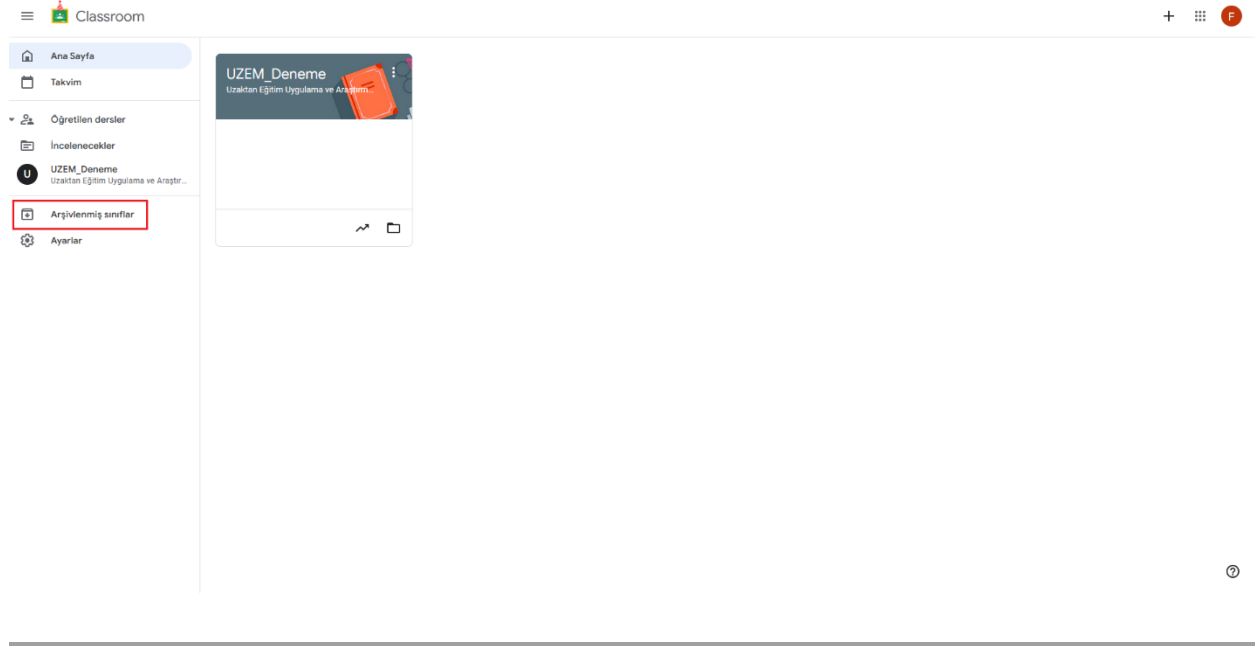 Classroom
F
Ana Sayfa
Takvim
Öğretilen dersler
İncelenecekler
U
UZEM_Deneme
Uzaktan Eğitim Uygulama ve Araştır...
Arşivlenmiş sınıflar
Ayarlar
UZEM_Deneme
Uzaktan Eğitim Uygulama ve Araştırm...